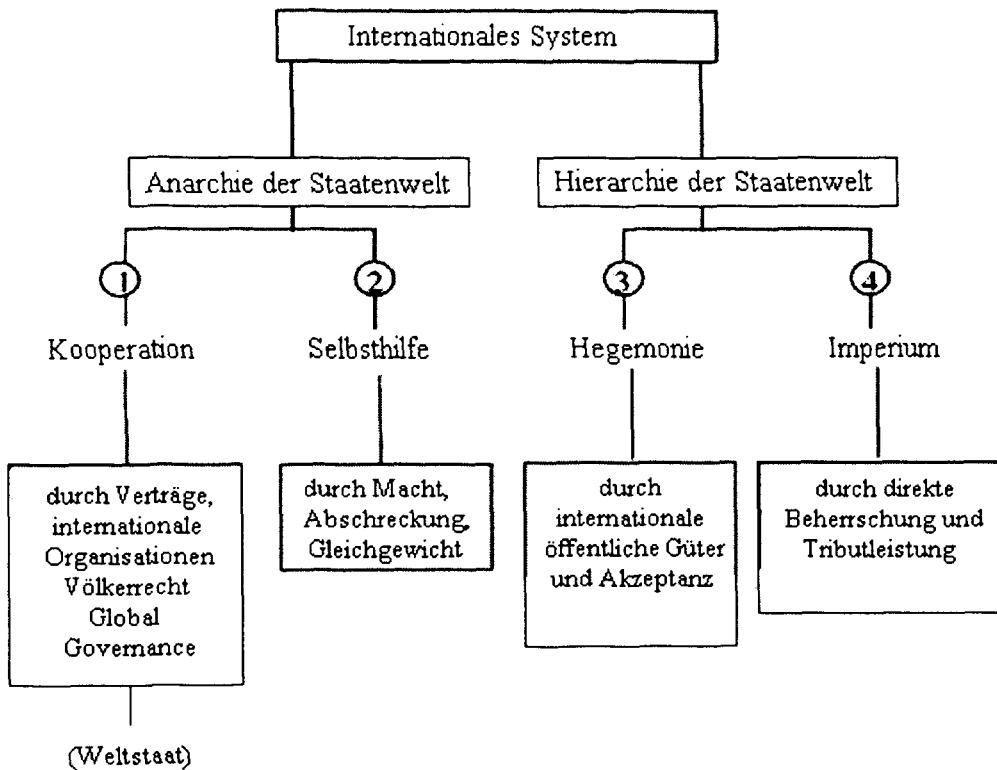 Internationales System
Anarchie der Staatenwelt
Hierarchie der Staatenwelt
1
2
3
4
Kooperation
Selbsthilfe
Hegemonie
Imperium
durch Verträge,
internationale
Organisationen
Völkerrecht
Global
Governance
durch Macht,
Abschreckung,
Gleichgewicht
durch
internationale
öffentliche Güter
und Akzeptanz
durch direkte
Beherrschung und
Tributleistung
(Weltstaat)